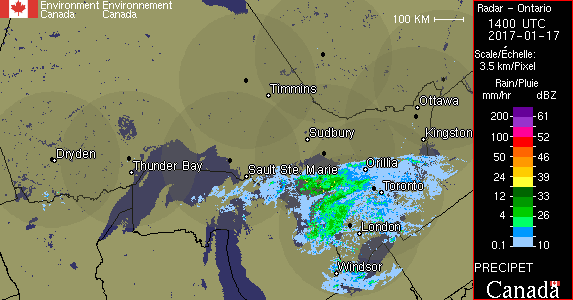 Environment Environnement
Canada Canada
100 KM
Timmins
Ottawa
Sudbury
Kingston
Dryden
Thunder Bay
Sault Ste. Marie
Orillia
Toronto
London
Windsor
Radar - Ontario
1400 UTC
2017-01-17
Scale/Échelle:
3.5 km/Pixel
Rain/Pluie
mm/hr dBZ
200 61
100 52
50 46
24 39
12 33
4 26
0.1 10
PRECIPET
Canada